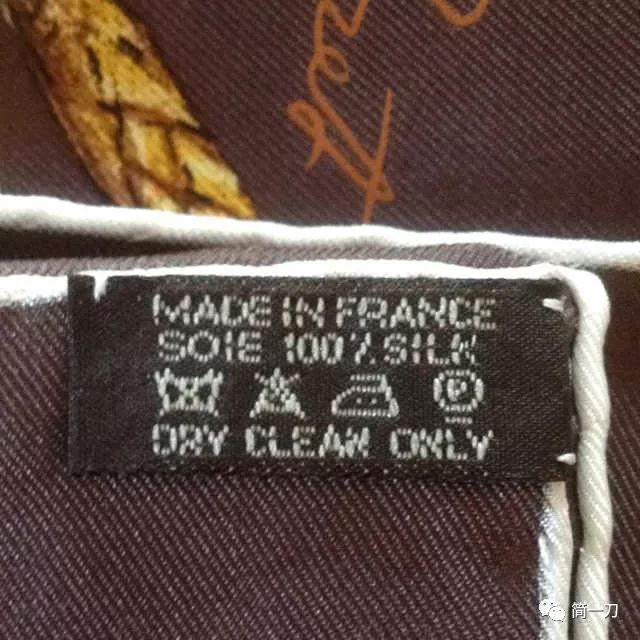 MADE IN FRANCE
SOIE 100% SILK
DRY CLEAN ONLY
简一刀